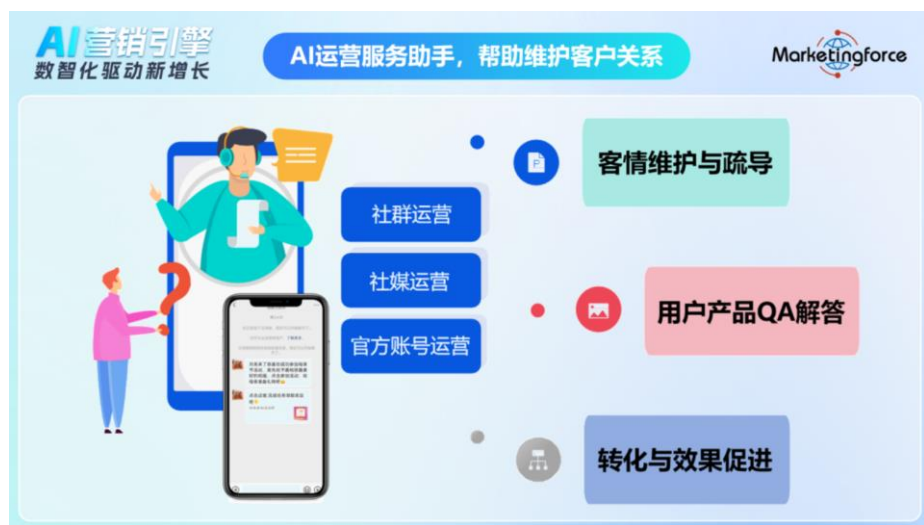 AI营销引擎
数智化驱动新增长
AI运营服务助手，帮助维护客户关系
Marketingforce
社群运营
社媒运营
官方账号运营
客情维护与疏导
用户产品QA解答
转化与效果促进
P